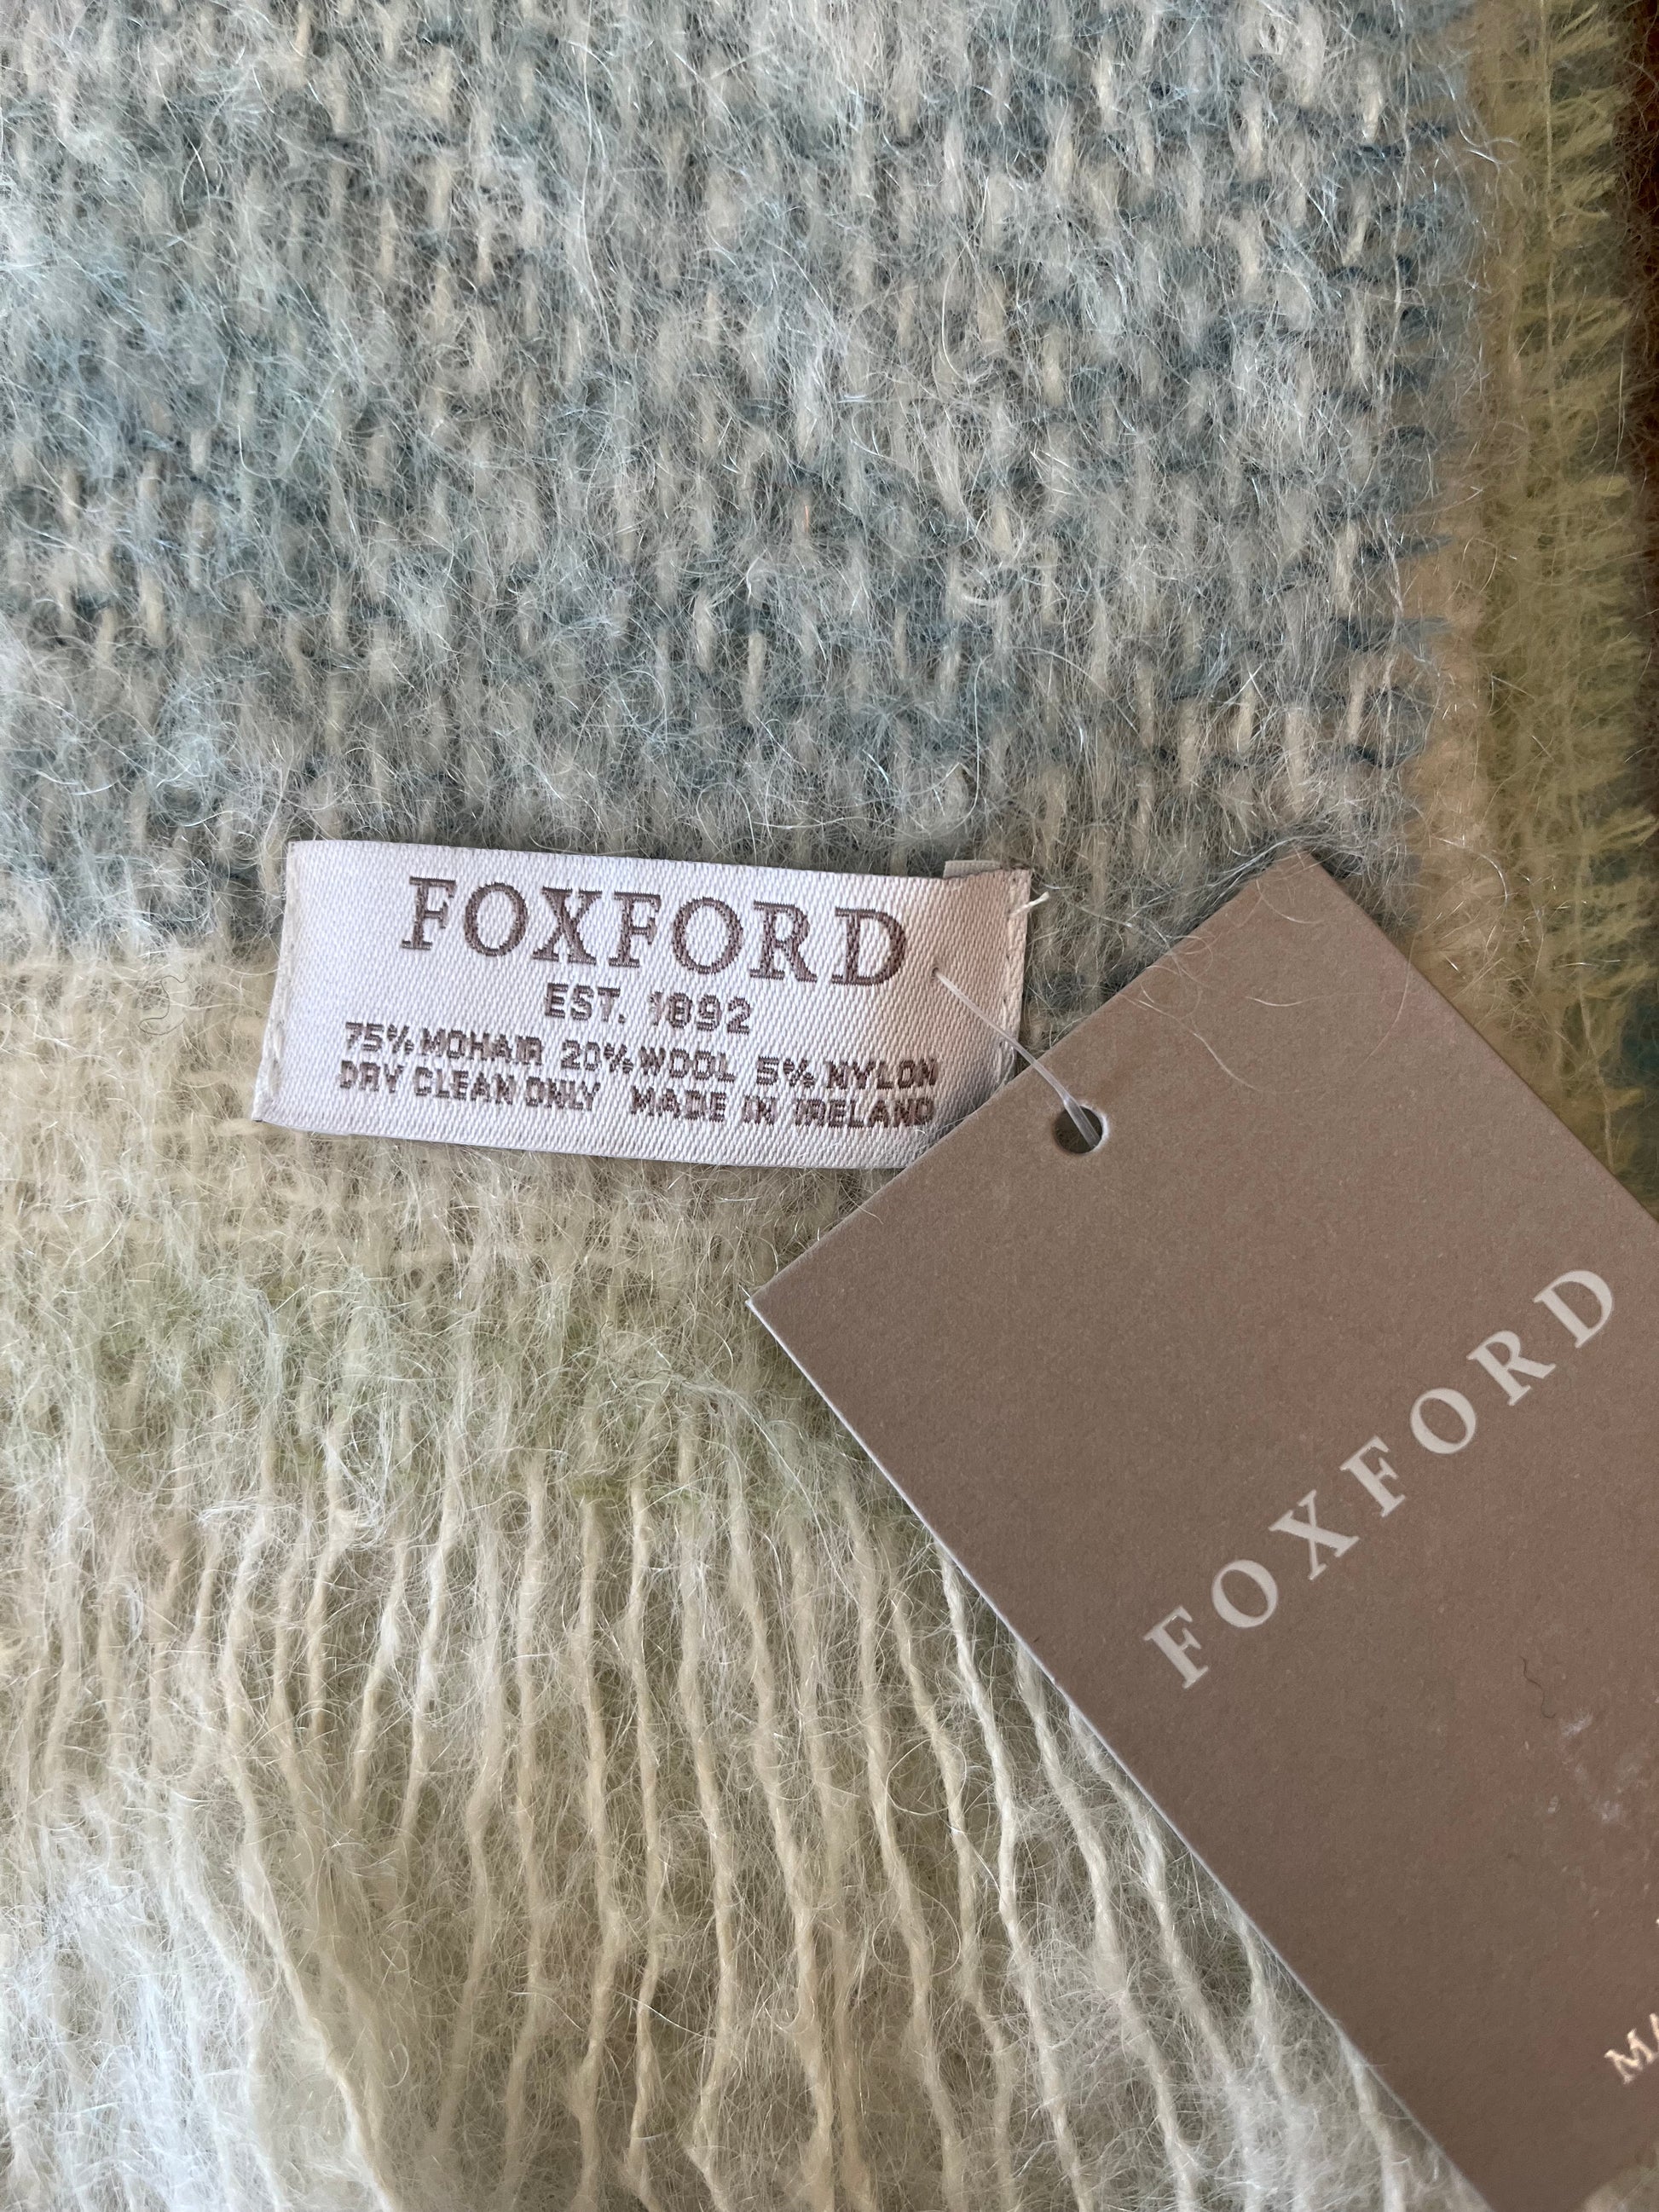 FOXFORD
EST. 1892
75% MOHAIR 20% WOOL 5% NYLON
DRY CLEAN ONLY MADE IN IRELAND
FOXFORD